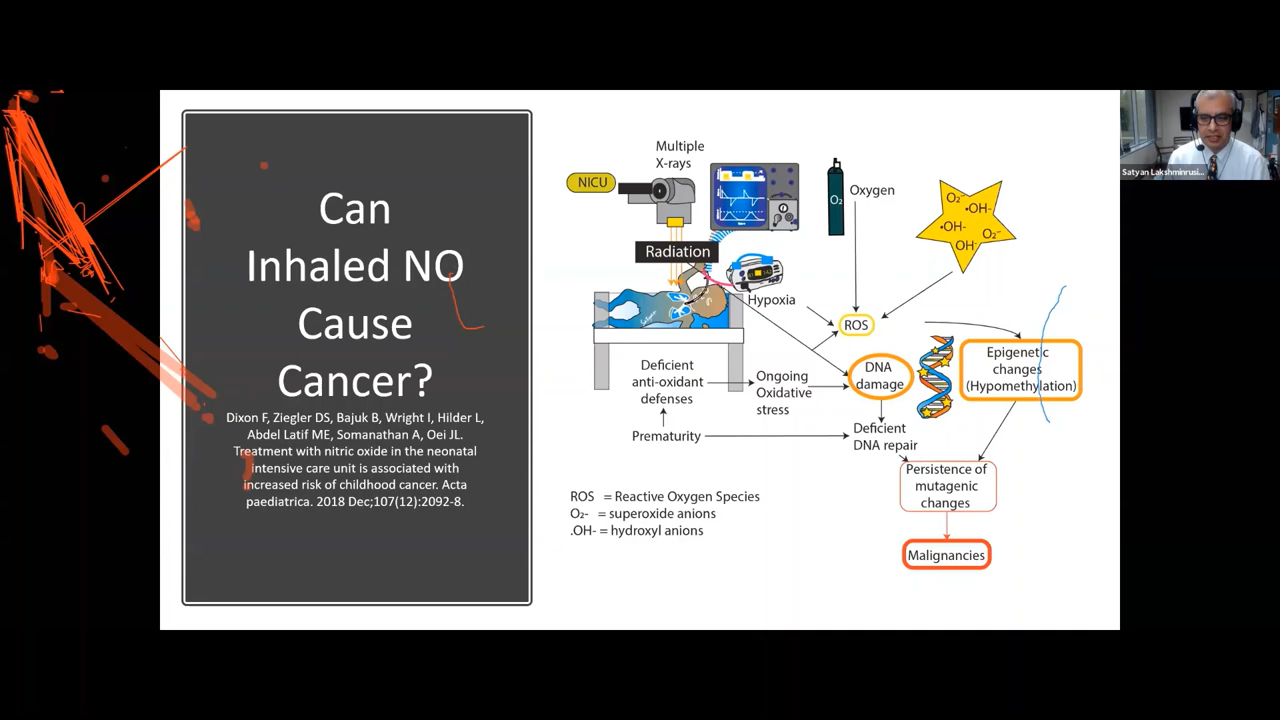 Can
Inhaled NO
Cause
Cancer?
Dixon F, Ziegler DS, Bajuk B, Wright I, Hilder L,
Abdel Latif ME, Somanathan A, Oei JL.
Treatment with nitric oxide in the neonatal
intensive care unit is associated with
increased risk of childhood cancer. Acta
paediatrica. 2018 Dec;107(12):2092-8.
NICU
Multiple
X-rays
Radiation
O₂
Oxygen
O₂⁻
•OH-
•OH-
O₂⁻
OH-
Hypoxia
ROS
Deficient
anti-oxidant
defenses
Ongoing
Oxidative
stress
DNA
damage
Epigenetic
changes
(Hypomethylation)
Prematurity
Deficient
DNA repair
Persistence of
mutagenic
changes
Malignancies
ROS = Reactive Oxygen Species
O₂- = superoxide anions
.OH- = hydroxyl anions
Satyan Lakshminrusi...